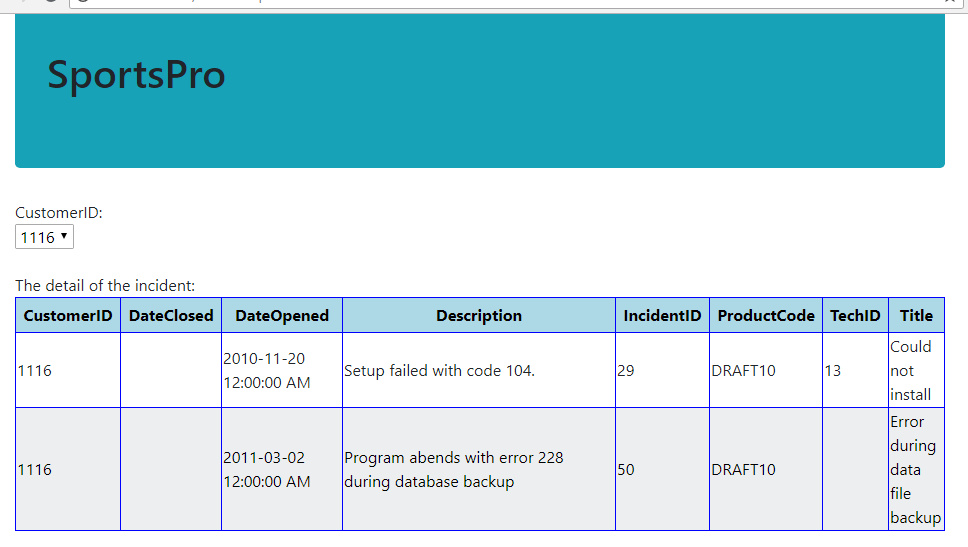 SportsPro
CustomerID:
1116
The detail of the incident:
CustomerID DateClosed DateOpened Description IncidentID ProductCode TechID Title
1116 2010-11-20 12:00:00 AM Setup failed with code 104. 29 DRAFT10 13 Could not install
1116 2011-03-02 12:00:00 AM Program abends with error 228 during database backup 50 DRAFT10 Error during data file backup